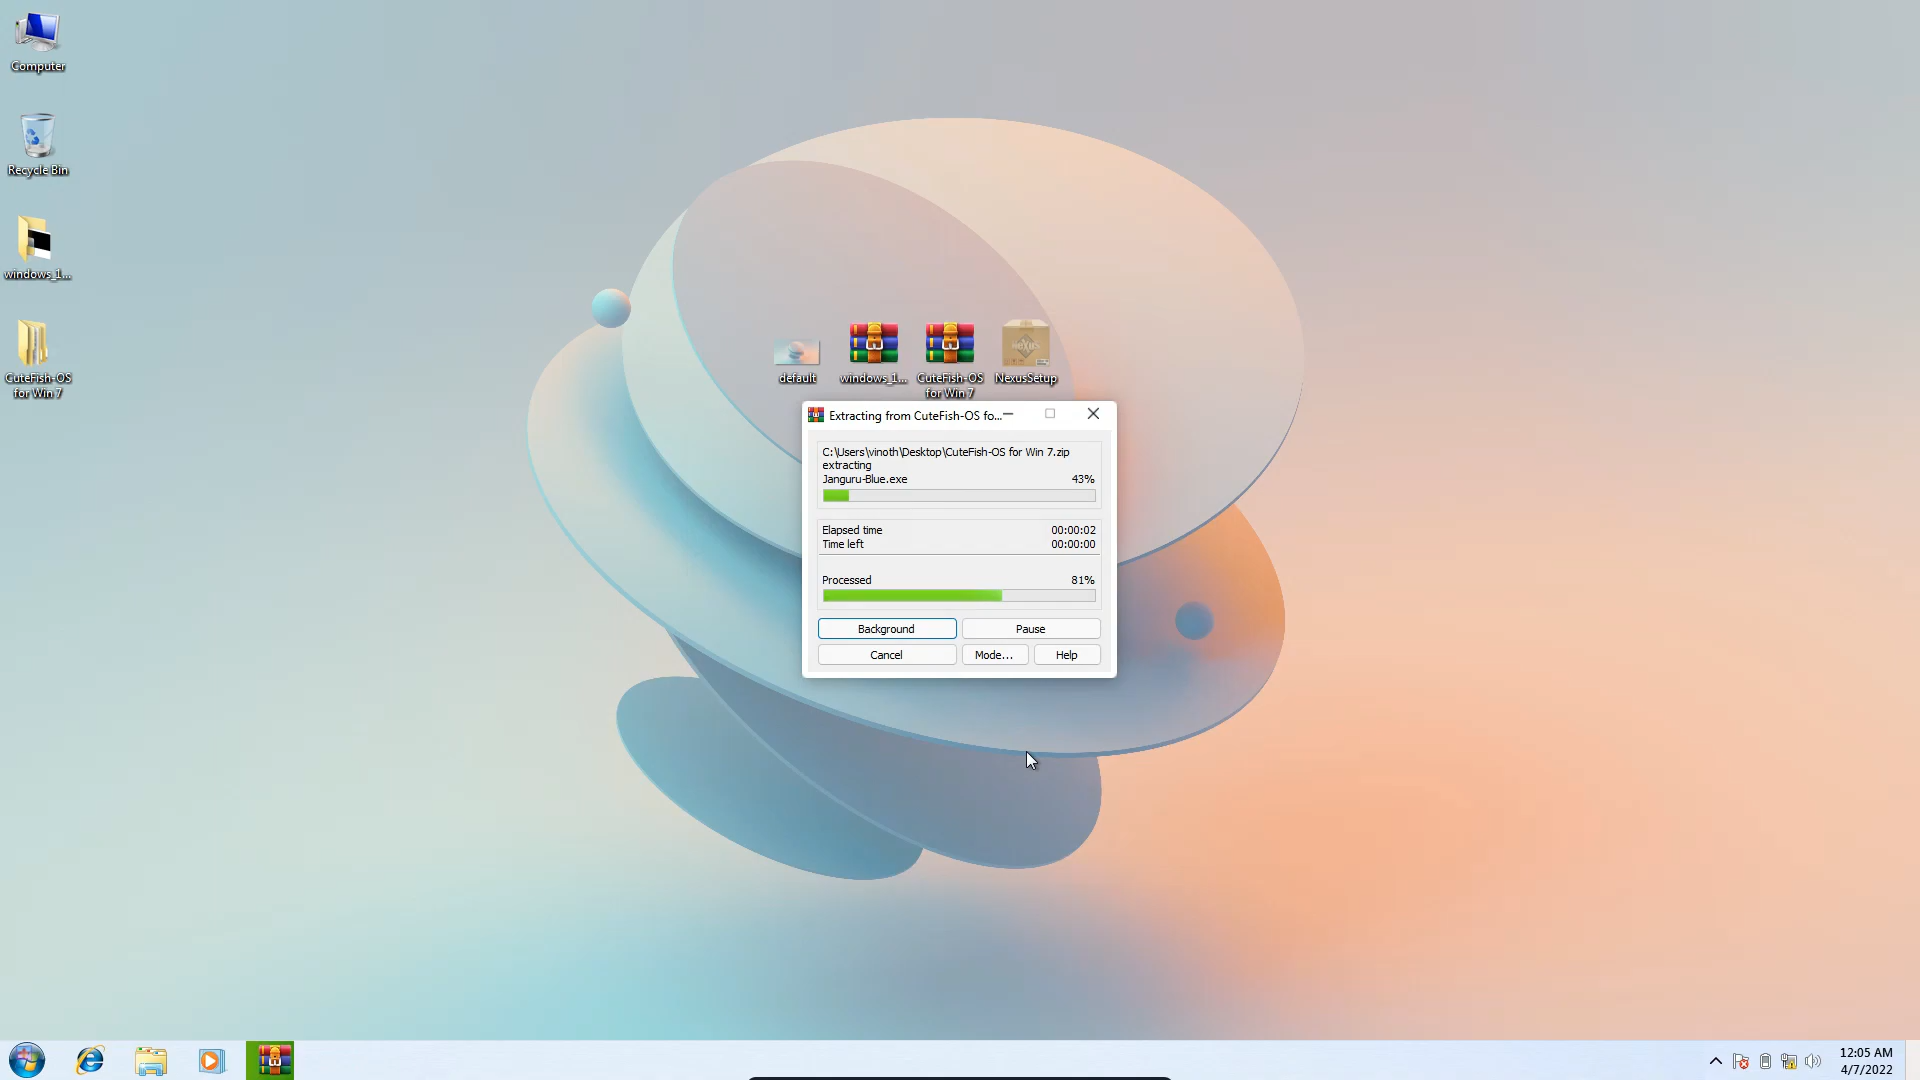 Computer
Recycle Bin
windows_1...
CuteFish-OS
for Win 7
default
windows_1...
CuteFish-OS
for Win 7
NexusSetup
Extracting from CuteFish-OS fo...
C:\Users\vinoth\Desktop\CuteFish-OS for Win 7.zip
extracting
Janguru-Blue.exe 43%
Elapsed time 00:00:02
Time left 00:00:00
Processed 81%
Background Pause
Cancel Mode... Help
12:05 AM
4/7/2022